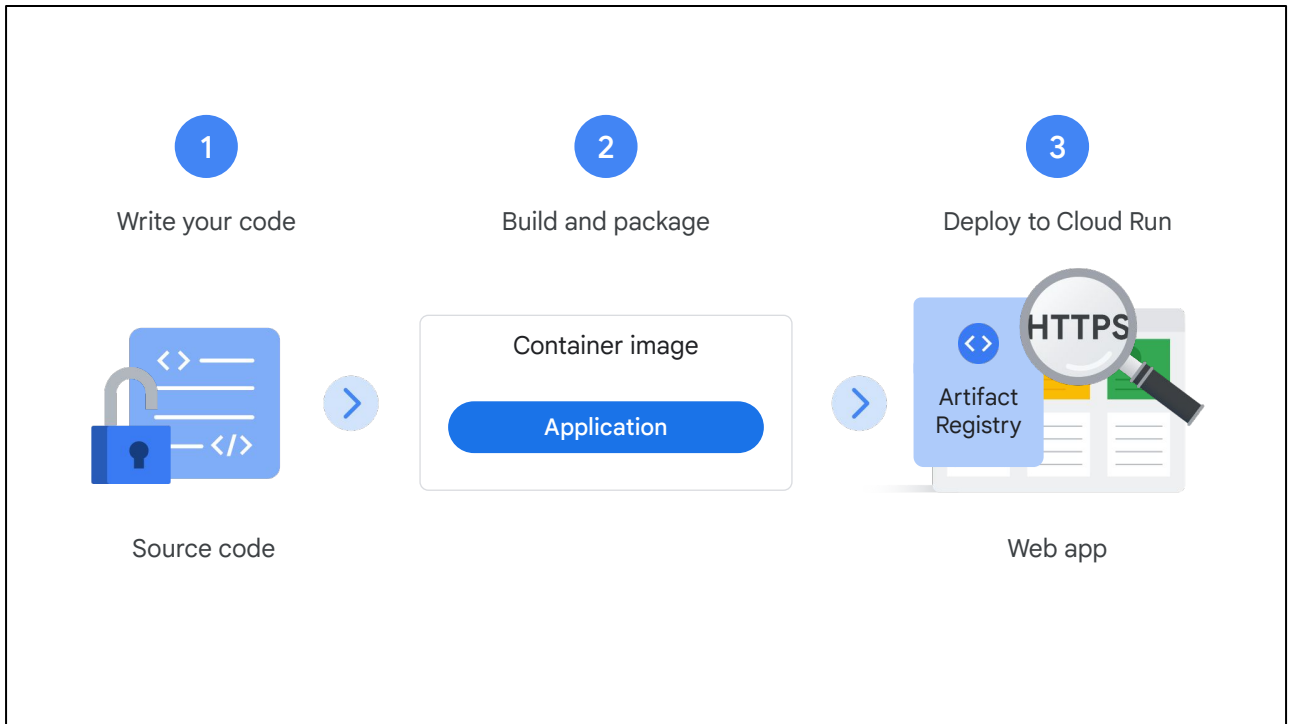 1
Write your code
< >
</>
Source code
2
Build and package
Container image
Application
3
Deploy to Cloud Run
HTTPS
< >
Artifact
Registry
Web app